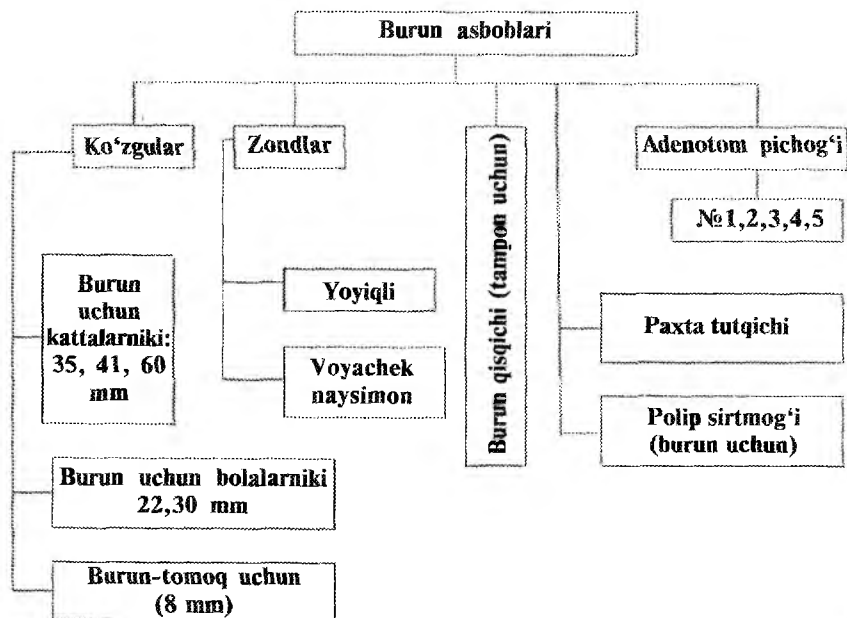 Burun asboblari
Ko‘zgular
Zondlar
Burun qisqichi (tampon uchun)
Adenotom pichog‘i
№1,2,3,4,5
Burun
uchun
kattalarniki:
35, 41, 60
mm
Yoyiqli
Voyachek
naysimon
Paxta tutqichi
Polip sirtmog‘i
(burun uchun)
Burun uchun bolalarniki
22,30 mm
Burun-tomoq uchun
(8 mm)